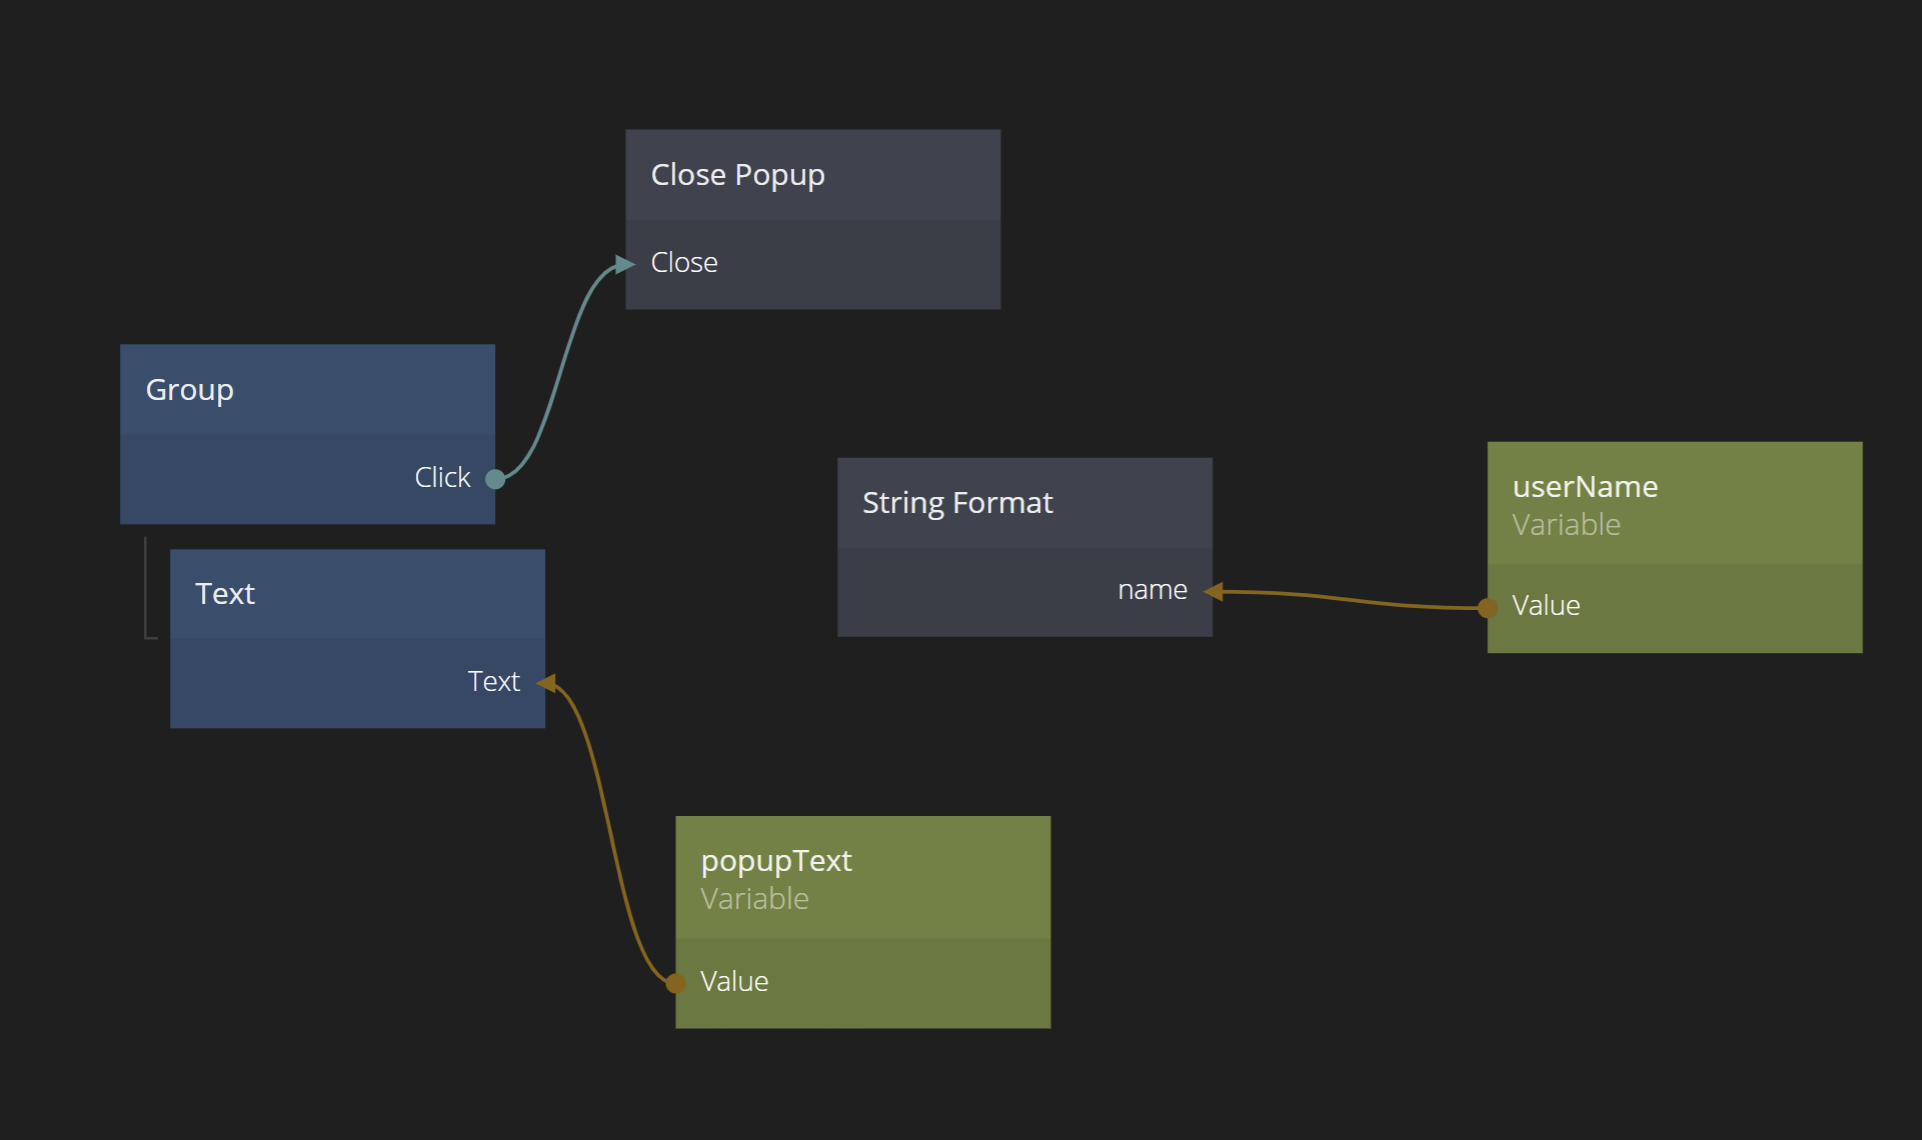 Close Popup
Close
Group
Click
Text
Text
String Format
name
userName
Variable
Value
popupText
Variable
Value